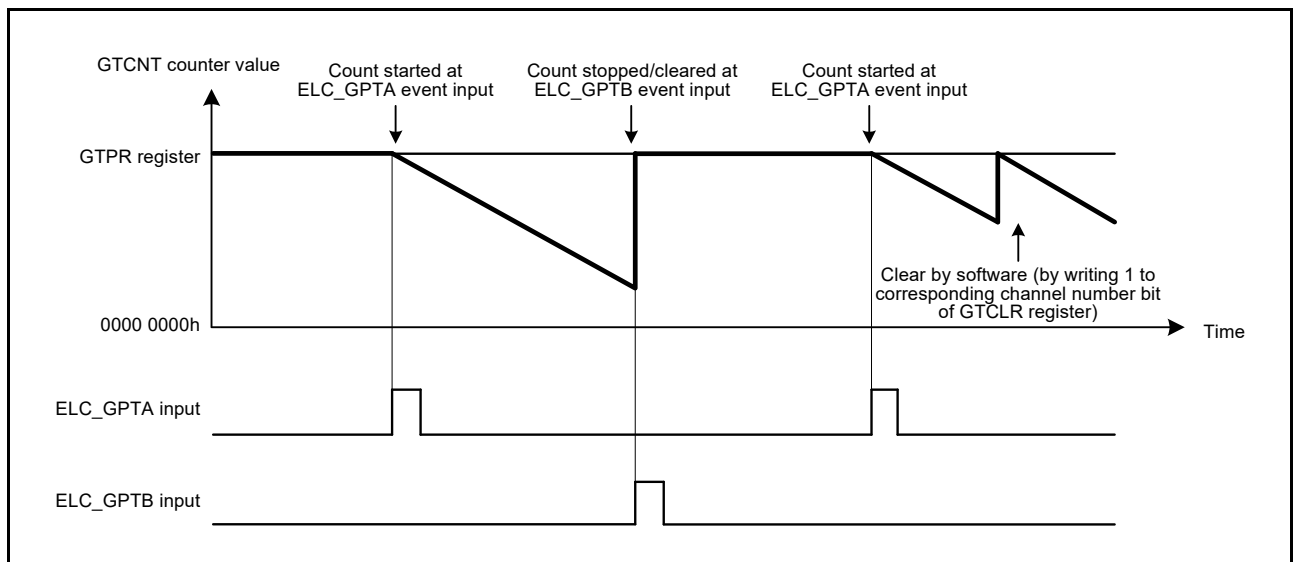 GTCNT counter value
Count started at
ELC_GPTA event input
Count stopped/cleared at
ELC_GPTB event input
Count started at
ELC_GPTA event input
GTPR register
Clear by software (by writing 1 to
corresponding channel number bit
of GTCLR register)
0000 0000h
Time
ELC_GPTA input
ELC_GPTB input